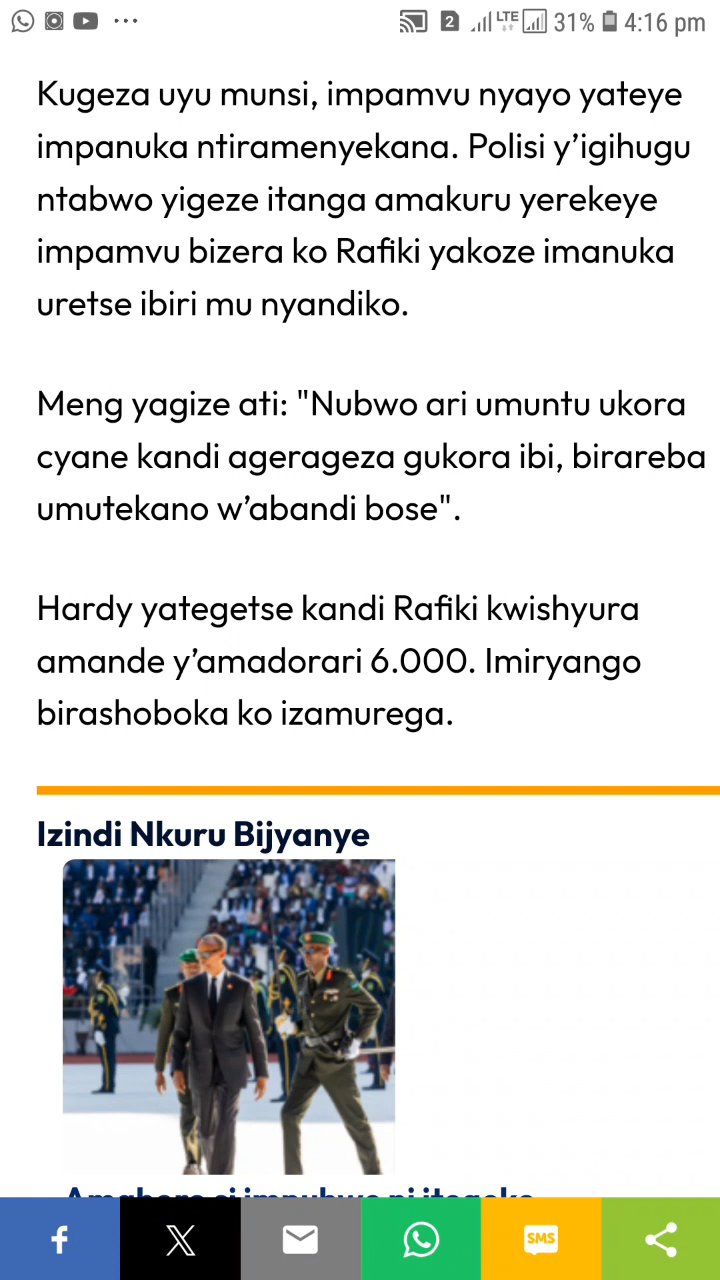 2 LTE 31% 4:16 pm
Kugeza uyu munsi, impamvu nyayo yateye
impanuka ntiramenyekana. Polisi y’igihugu
ntabwo yigeze itanga amakuru yerekeye
impamvu bizera ko Rafiki yakoze imanuka
uretse ibiri mu nyandiko.
Meng yagize ati: "Nubwo ari umuntu ukora
cyane kandi agerageza gukora ibi, birareba
umutekano w’abandi bose".
Hardy yategetse kandi Rafiki kwishyura
amande y’amadorari 6.000. Imiryango
birashoboka ko izamurega.
Izindi Nkuru Bijyanye
SMS